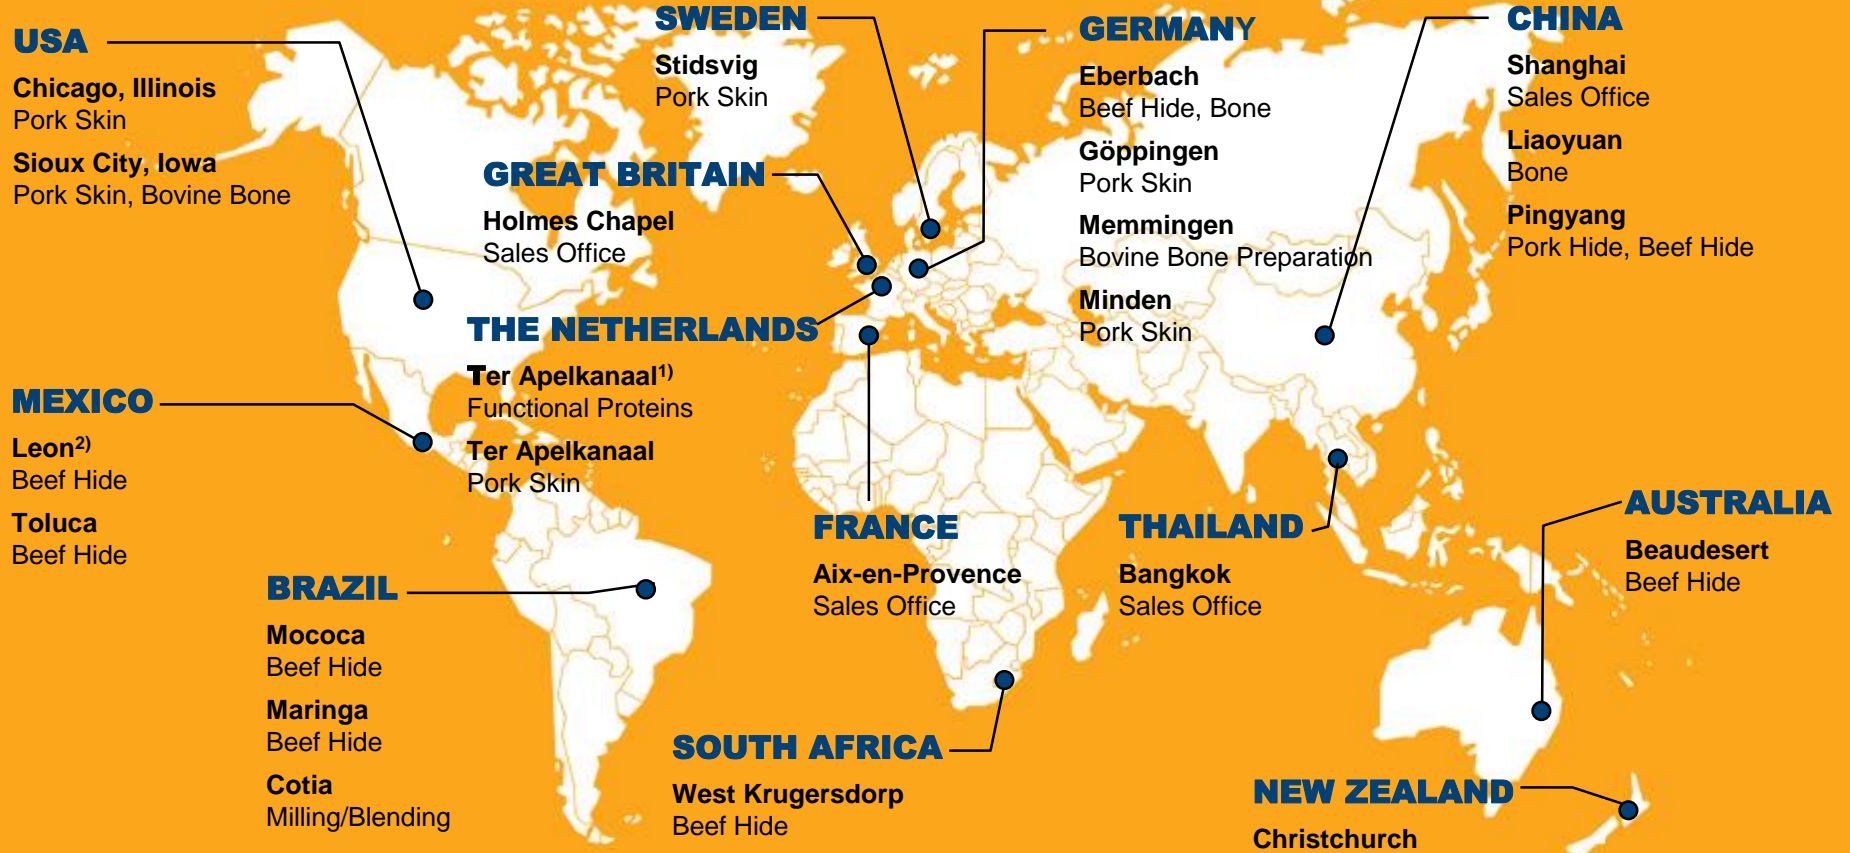 USA
Chicago, Illinois
Pork Skin
Sioux City, Iowa
Pork Skin, Bovine Bone
MEXICO
Leon2)
Beef Hide
Toluca
Beef Hide
BRAZIL
Mococa
Beef Hide
Maringa
Beef Hide
Cotia
Milling/Blending
SWEDEN
Stidsvig
Pork Skin
GREAT BRITAIN
Holmes Chapel
Sales Office
THE NETHERLANDS
Ter Apelkanaal1)
Functional Proteins
Ter Apelkanaal
Pork Skin
FRANCE
Aix-en-Provence
Sales Office
SOUTH AFRICA
West Krugersdorp
Beef Hide
GERMANY
Eberbach
Beef Hide, Bone
Göppingen
Pork Skin
Memmingen
Bovine Bone Preparation
Minden
Pork Skin
THAILAND
Bangkok
Sales Office
CHINA
Shanghai
Sales Office
Liaoyuan
Bone
Pingyang
Pork Hide, Beef Hide
AUSTRALIA
Beaudesert
Beef Hide
NEW ZEALAND
Christchurch